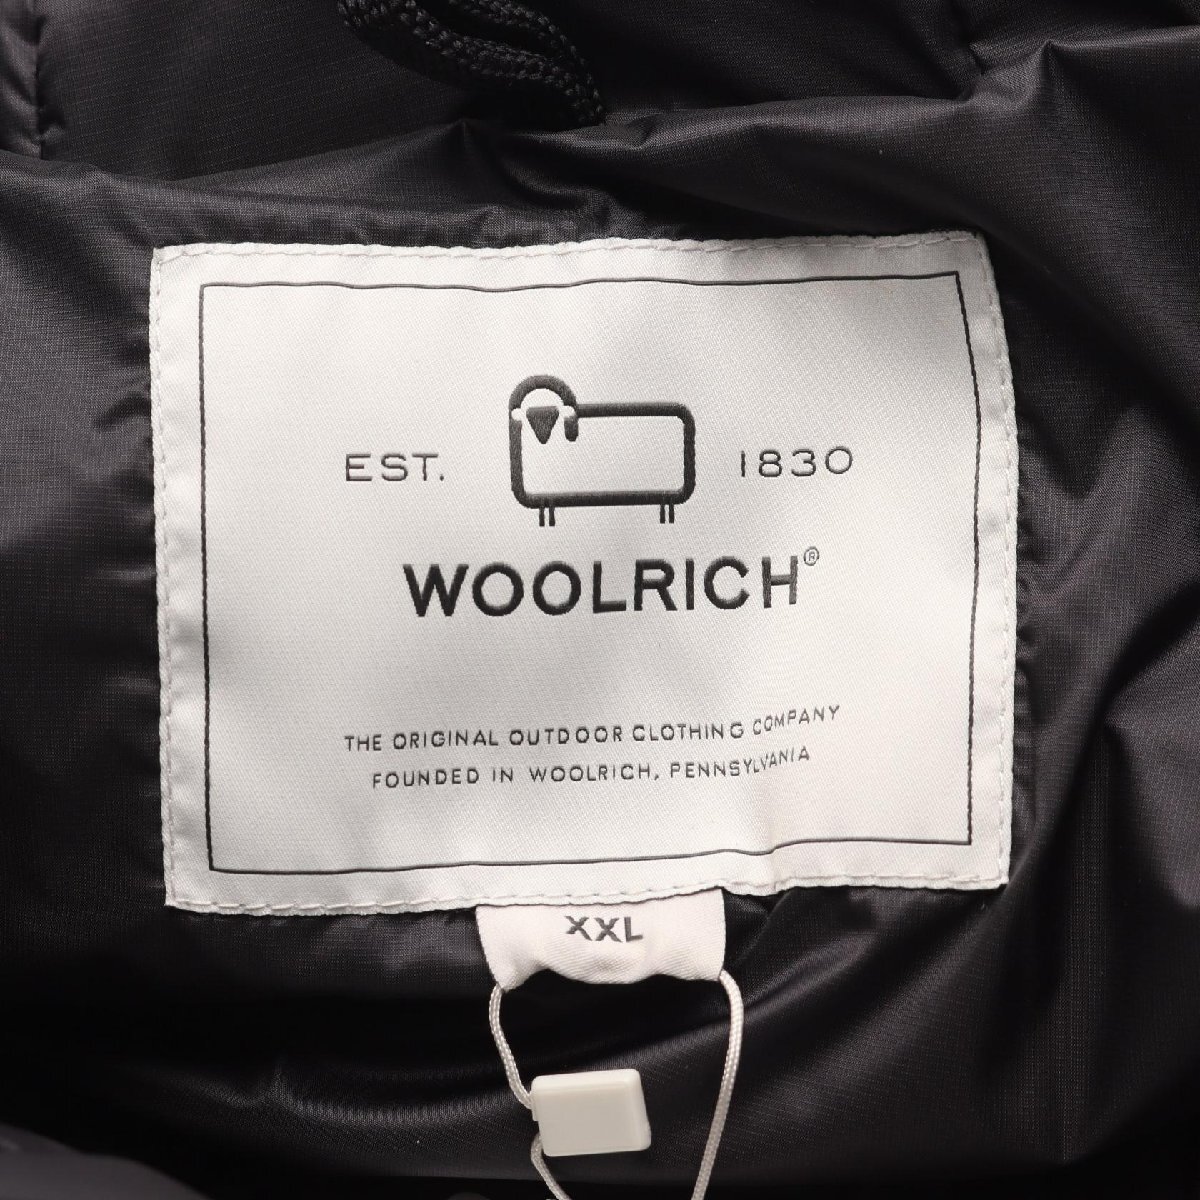 EST. 1830
WOOLRICH®
THE ORIGINAL OUTDOOR CLOTHING COMPANY
FOUNDED IN WOOLRICH, PENNSYLVANIA
XXL